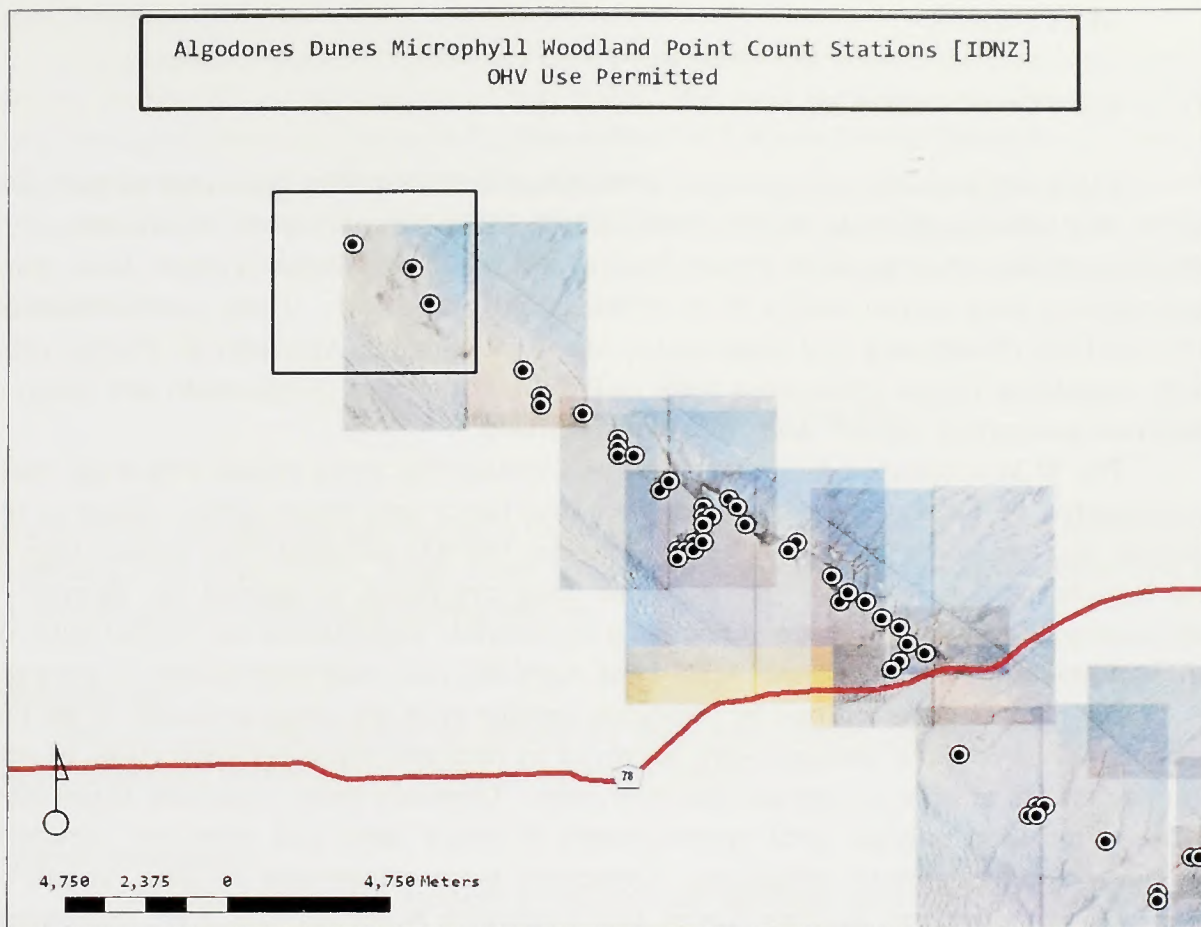 Algodones Dunes Microphyll Woodland Point Count Stations [IDNZ]
OHV Use Permitted
78
4,750 2,375 0 4,750 Meters